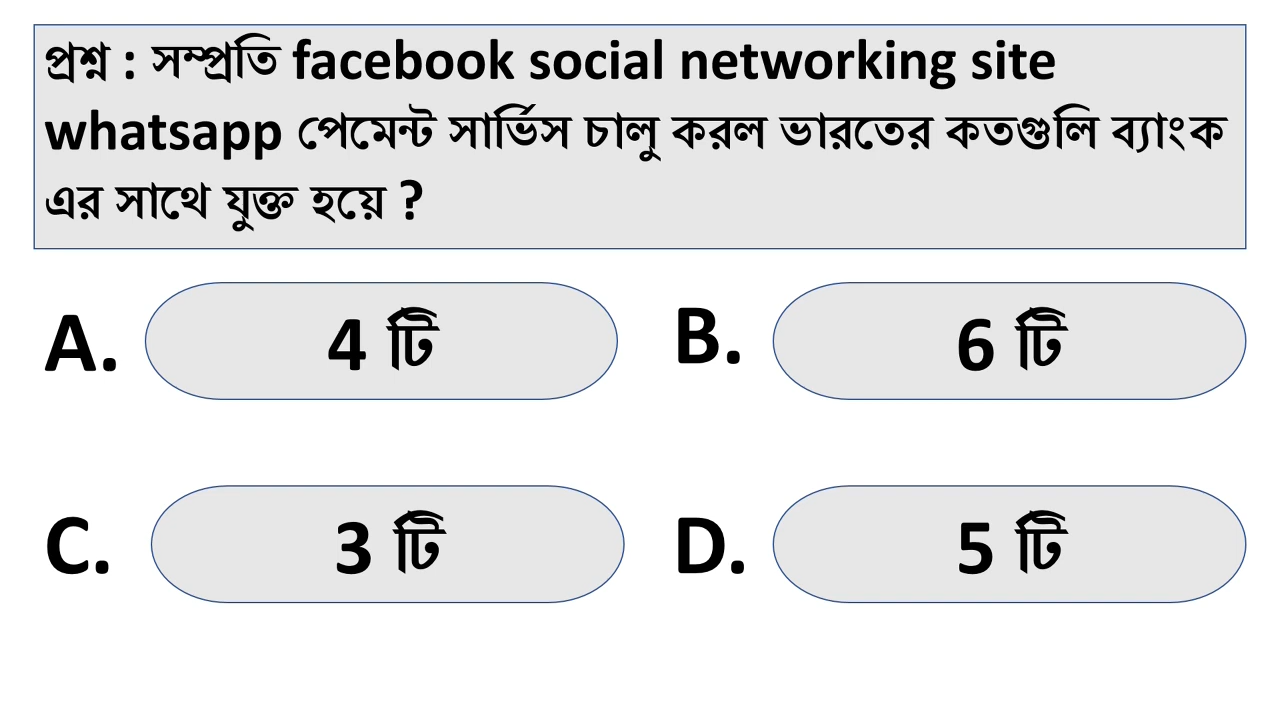 প্রশ্ন : সম্প্রতি facebook social networking site
whatsapp পেমেন্ট সার্ভিস চালু করল ভারতের কতগুলি ব্যাংক
এর সাথে যুক্ত হয়ে ?
A. 4 টি
B. 6 টি
C. 3 টি
D. 5 টি